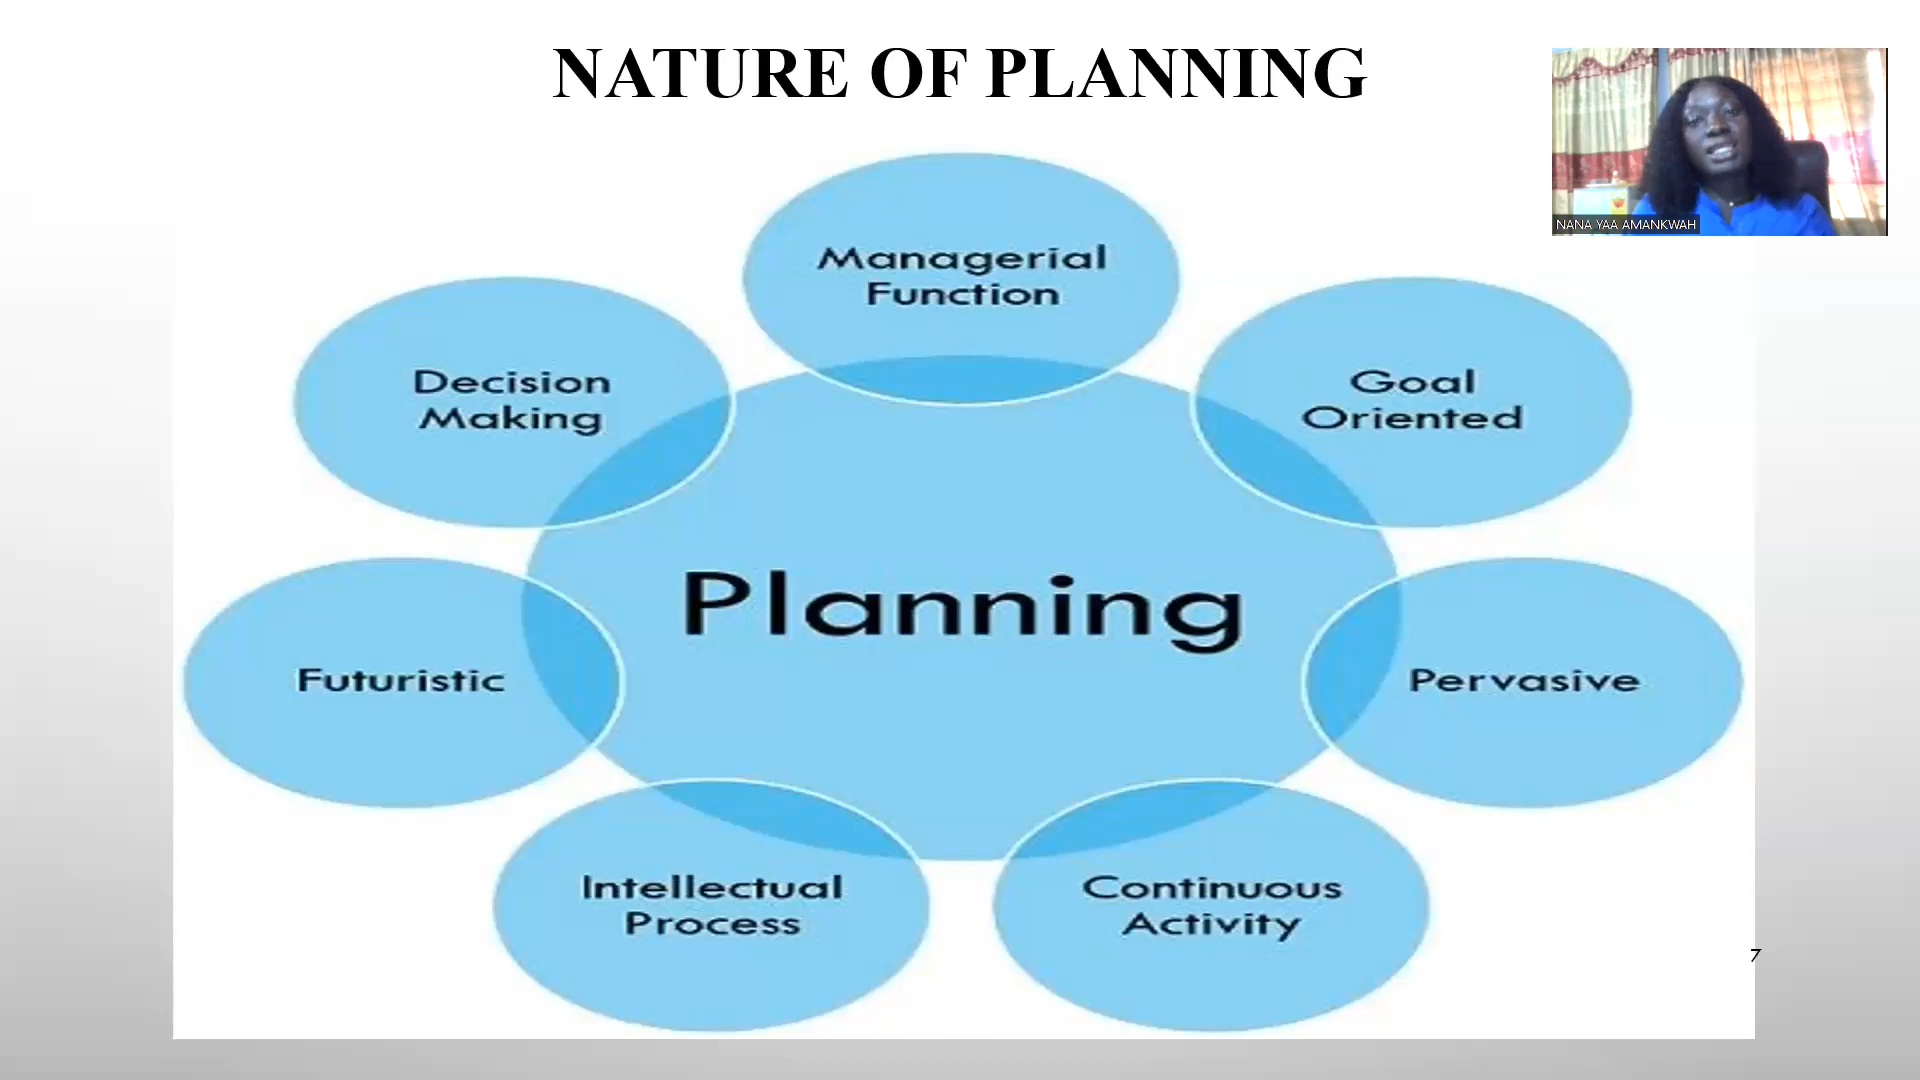 NATURE OF PLANNING
NANA YAA AMANKWAH
Managerial
Function
Decision
Making
Goal
Oriented
Planning
Futuristic
Pervasive
Intellectual
Process
Continuous
Activity
7